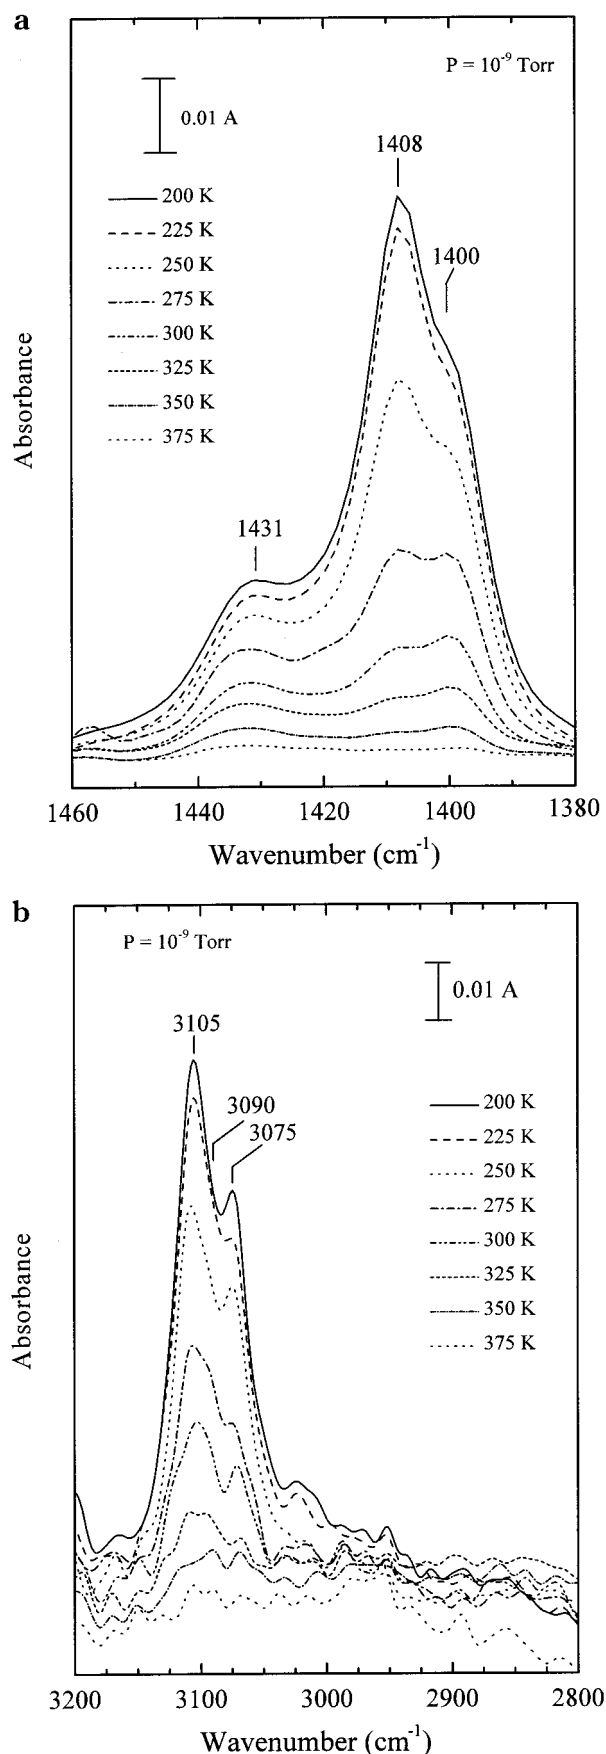 a
P = 10⁻⁹ Torr
0.01 A
1408
1400
200 K
225 K
250 K
275 K
300 K
325 K
350 K
375 K
1431
Absorbance
1460 1440 1420 1400 1380
Wavenumber (cm⁻¹)
b
P = 10⁻⁹ Torr
0.01 A
3105
3090
3075
200 K
225 K
250 K
275 K
300 K
325 K
350 K
375 K
Absorbance
3200 3100 3000 2900 2800
Wavenumber (cm⁻¹)